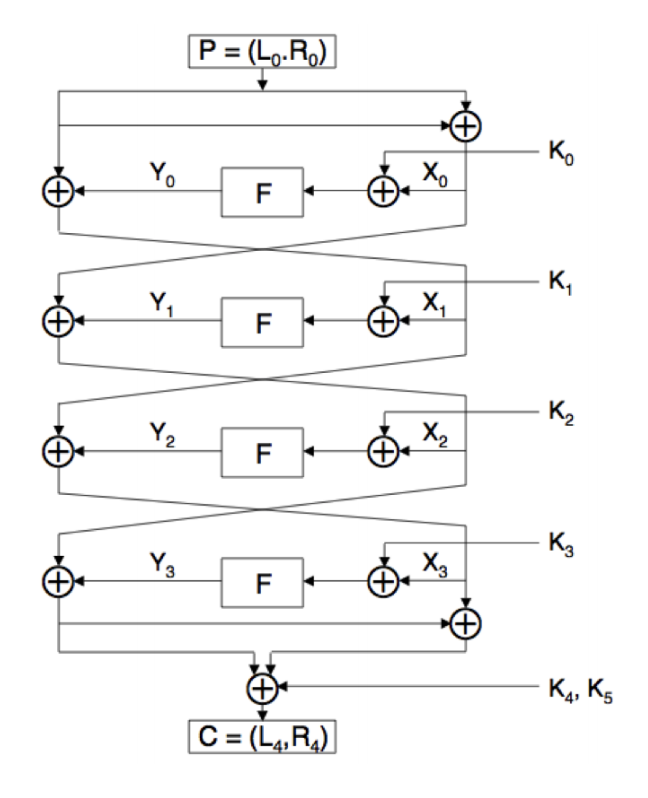 P = (L₀.R₀)
K₀
Y₀ F X₀
K₁
Y₁ F X₁
K₂
Y₂ F X₂
K₃
Y₃ F X₃
K₄, K₅
C = (L₄,R₄)